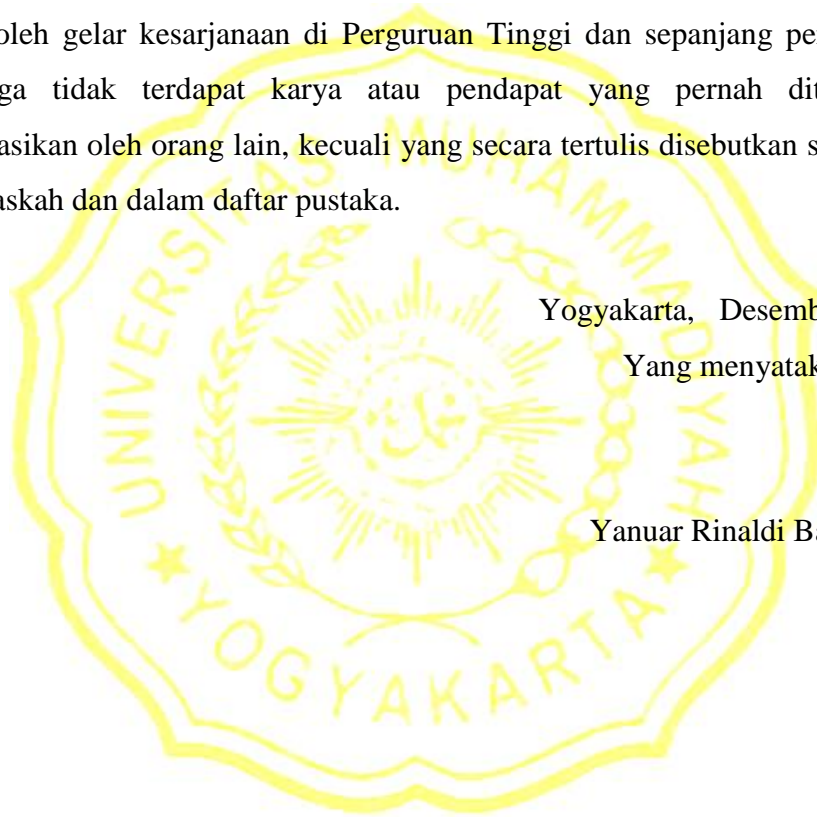 oleh gelar kesarjanaan di Perguruan Tinggi dan sepanjang pe
ga tidak terdapat karya atau pendapat yang pernah dit
asikan oleh orang lain, kecuali yang secara tertulis disebutkan s
askah dan dalam daftar pustaka.
Yogyakarta, Desemb
Yang menyatak
Yanuar Rinaldi Ba
UNIVERSITAS MUHAMMADIYAH
YOGYAKARTA